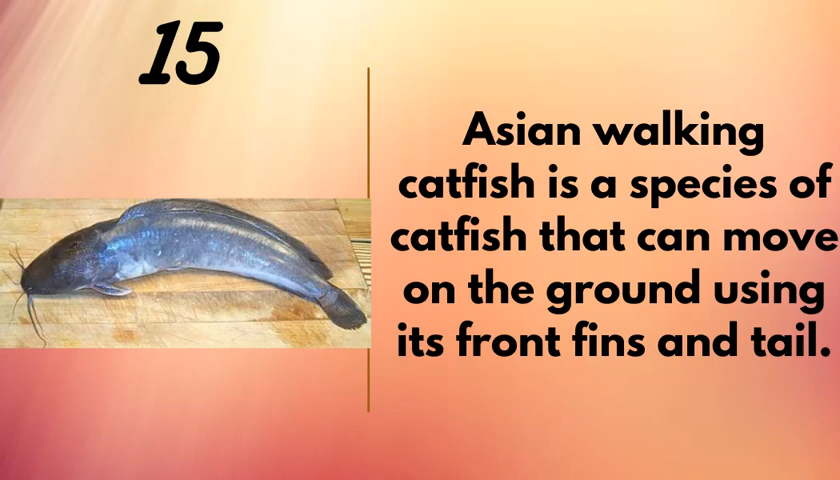 15
Asian walking
catfish is a species of
catfish that can move
on the ground using
its front fins and tail.